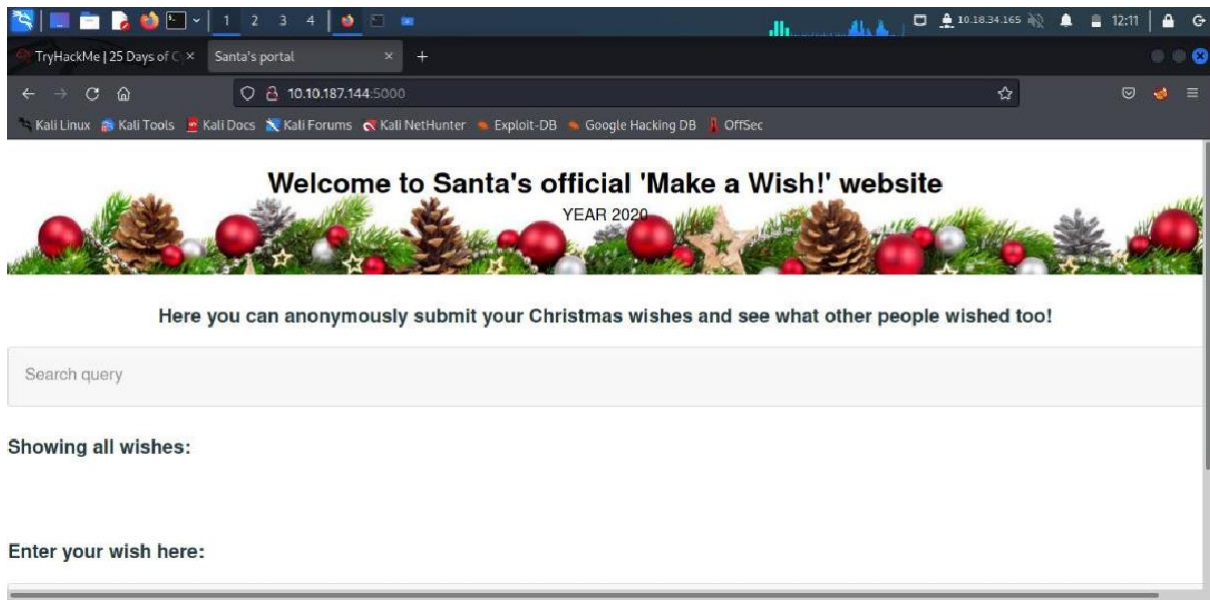 1 2 3 4 10.18.34.165 12:11
TryHackMe | 25 Days of C Santa's portal
10.10.187.144:5000
Kali Linux Kali Tools Kali Docs Kali Forums Kali NetHunter Exploit-DB Google Hacking DB OffSec
Welcome to Santa's official 'Make a Wish!' website
YEAR 2020
Here you can anonymously submit your Christmas wishes and see what other people wished too!
Search query
Showing all wishes:
Enter your wish here: